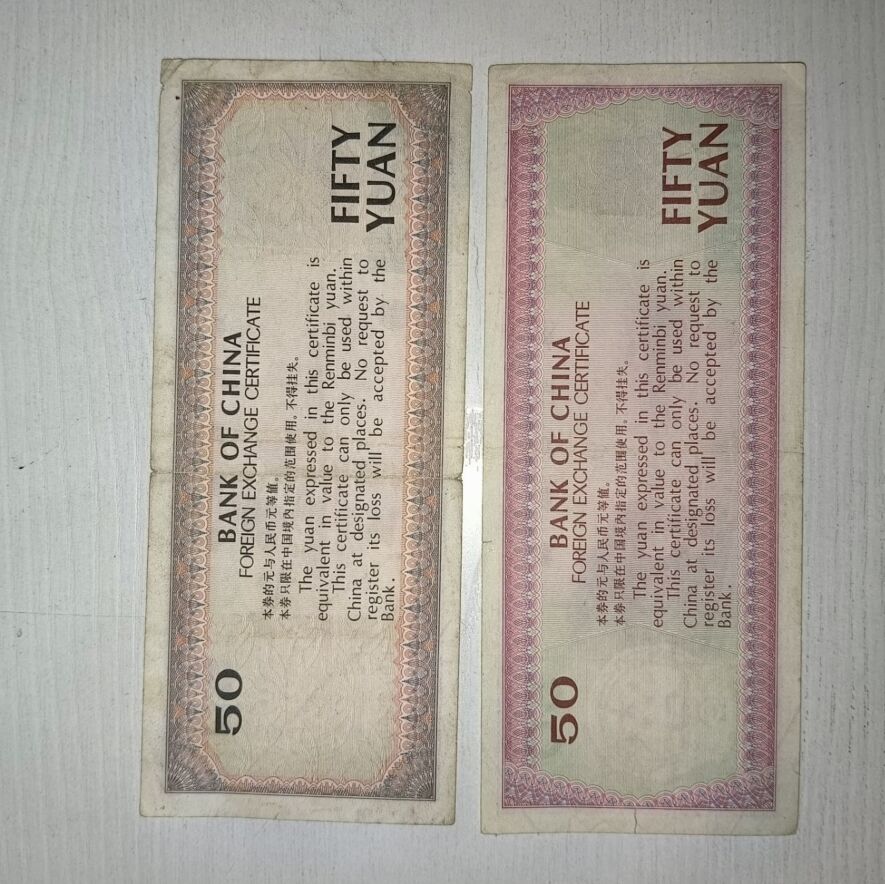 BANK OF CHINA
FOREIGN EXCHANGE CERTIFICATE
本券的元与人民币元等值。
本券只限在中国境内指定的范围使用。不得挂失。
The yuan expressed in this certificate is
equivalent in value to the Renminbi yuan.
This certificate can only be used within
China at designated places. No request to
register its loss will be accepted by the
Bank.
50
FIFTY
YUAN
BANK OF CHINA
FOREIGN EXCHANGE CERTIFICATE
本券的元与人民币元等值。
本券只限在中国境内指定的范围使用。不得挂失。
The yuan expressed in this certificate is
equivalent in value to the Renminbi yuan.
This certificate can only be used within
China at designated places. No request to
register its loss will be accepted by the
Bank.
50
FIFTY
YUAN